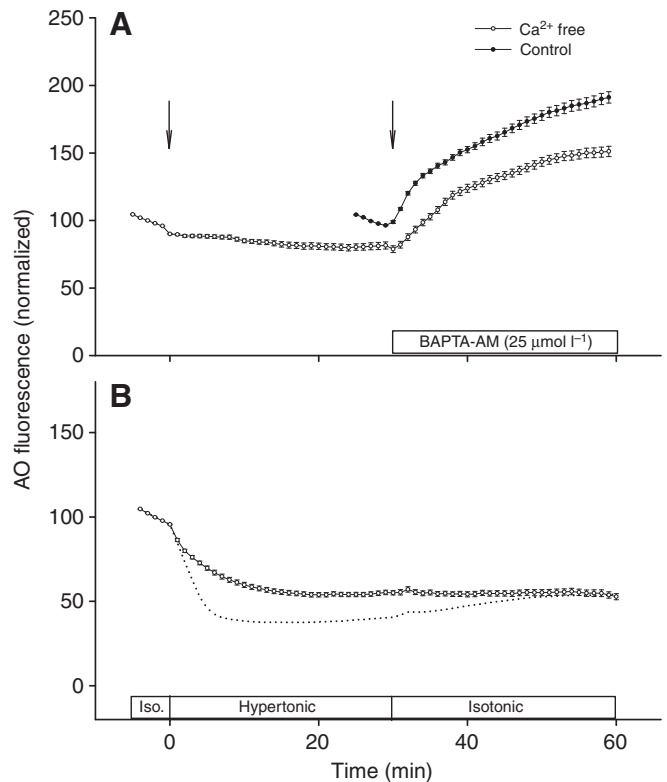 A
Ca²⁺ free
Control
250
200
150
100
50
0
BAPTA-AM (25 μmol l⁻¹)
AO fluorescence (normalized)
B
150
100
50
0
Iso. Hypertonic Isotonic
0 20 40 60
Time (min)